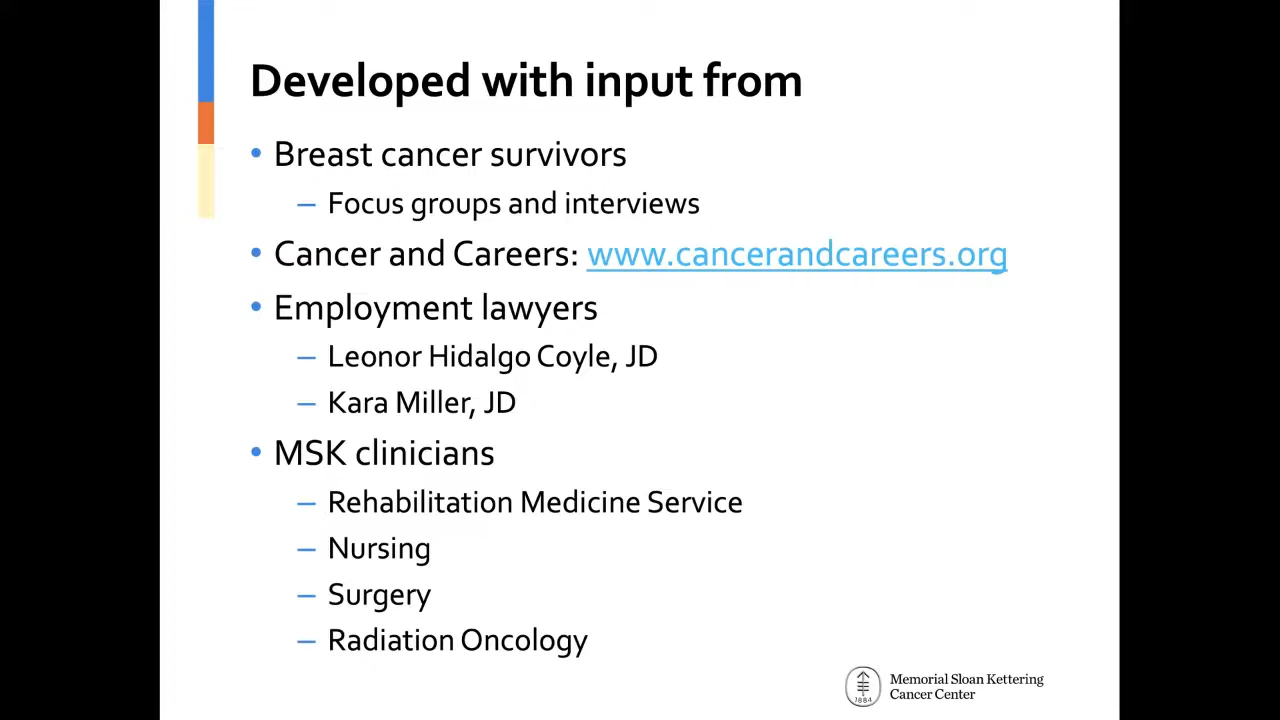 Developed with input from
• Breast cancer survivors
– Focus groups and interviews
• Cancer and Careers: www.cancerandcareers.org
• Employment lawyers
– Leonor Hidalgo Coyle, JD
– Kara Miller, JD
• MSK clinicians
– Rehabilitation Medicine Service
– Nursing
– Surgery
– Radiation Oncology
1884
Memorial Sloan Kettering
Cancer Center